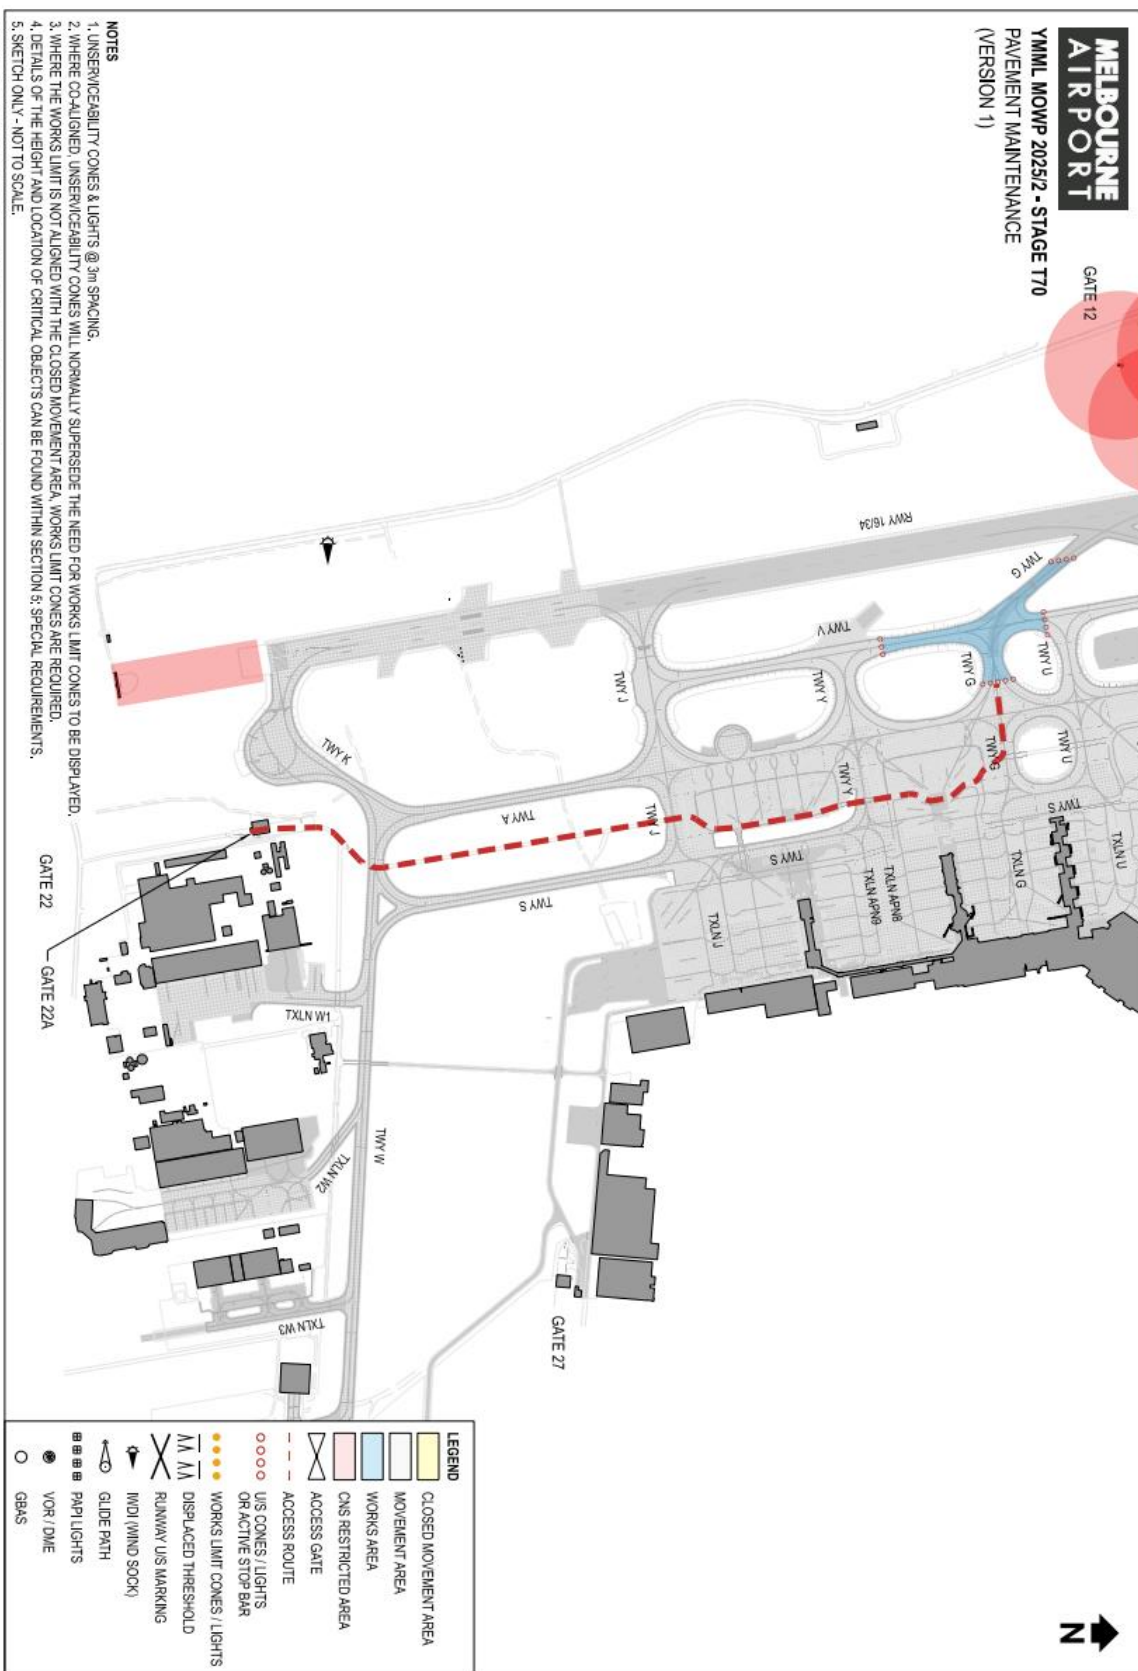 MELBOURNE
AIRPORT
YMML MOWP 2025/2 - STAGE T70
PAVEMENT MAINTENANCE
(VERSION 1)
GATE 12
RWY 16/34
TWY G
TWY V
TWY U
TWY G
TWY J
TWY Y
TWY U
TWY G
TWY K
TWY Y
TWY J
TWY A
TWY S
TWY S
TWY S
TXLN U
TXLN G
TXLN APN8
TXLN APN9
TXLN J
GATE 22
GATE 22A
TXLN W1
TWY W
TXLN W2
TXLN W3
GATE 27
N
NOTES
1. UNSERVICEABILITY CONES & LIGHTS @ 3m SPACING.
2. WHERE CO-ALIGNED, UNSERVICEABILITY CONES WILL NORMALLY SUPERSEDE THE NEED FOR WORKS LIMIT CONES TO BE DISPLAYED.
3. WHERE THE WORKS LIMIT IS NOT ALIGNED WITH THE CLOSED MOVEMENT AREA, WORKS LIMIT CONES ARE REQUIRED.
4. DETAILS OF THE HEIGHT AND LOCATION OF CRITICAL OBJECTS CAN BE FOUND WITHIN SECTION 5: SPECIAL REQUIREMENTS.
5. SKETCH ONLY - NOT TO SCALE.
LEGEND
CLOSED MOVEMENT AREA
MOVEMENT AREA
WORKS AREA
CNS RESTRICTED AREA
ACCESS GATE
ACCESS ROUTE
U/S CONES / LIGHTS
OR ACTIVE STOP BAR
WORKS LIMIT CONES / LIGHTS
DISPLACED THRESHOLD
RUNWAY U/S MARKING
IWDI (WIND SOCK)
GLIDE PATH
PAPI LIGHTS
VOR / DME
GBAS